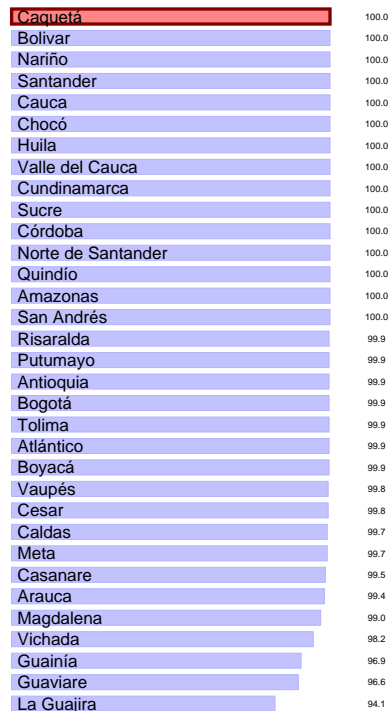 Caquetá 100.0
Bolivar 100.0
Nariño 100.0
Santander 100.0
Cauca 100.0
Chocó 100.0
Huila 100.0
Valle del Cauca 100.0
Cundinamarca 100.0
Sucre 100.0
Córdoba 100.0
Norte de Santander 100.0
Quindío 100.0
Amazonas 100.0
San Andrés 100.0
Risaralda 99.9
Putumayo 99.9
Antioquia 99.9
Bogotá 99.9
Tolima 99.9
Atlántico 99.9
Boyacá 99.9
Vaupés 99.8
Cesar 99.8
Caldas 99.7
Meta 99.7
Casanare 99.5
Arauca 99.4
Magdalena 99.0
Vichada 98.2
Guainía 96.9
Guaviare 96.6
La Guajira 94.1